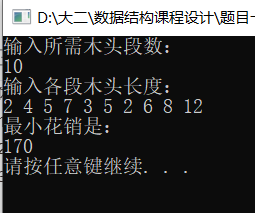 D:\大二\数据结构课程设计\题目
输入所需木头段数:
10
输入各段木头长度:
2 4 5 7 3 5 2 6 8 12
最小花销是:
170
请按任意键继续. . .